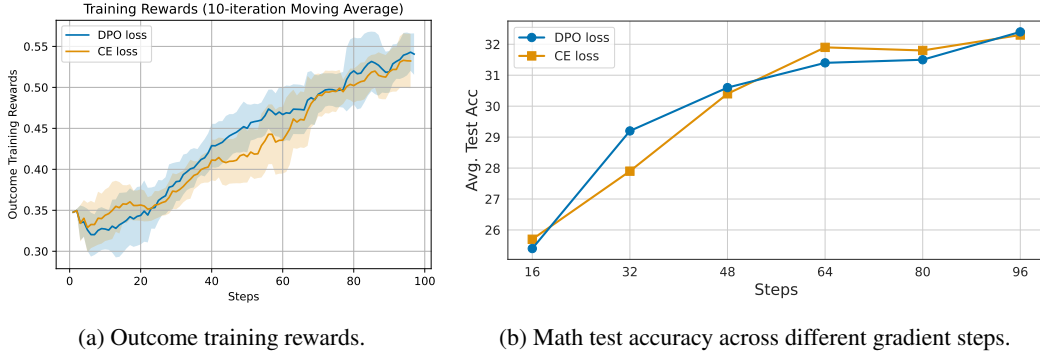 Training Rewards (10-iteration Moving Average)
DPO loss
CE loss
Outcome Training Rewards
0.55
0.50
0.45
0.40
0.35
0.30
0 20 40 60 80 100
Steps
(a) Outcome training rewards.
DPO loss
CE loss
Avg. Test Acc
32
31
30
29
28
27
26
16 32 48 64 80 96
Steps
(b) Math test accuracy across different gradient steps.